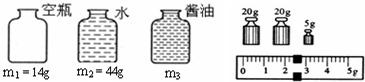 空瓶 水 酱油
20g 20g 5g
0 1 2 3 4 5g
m₁=14g m₂=44g m₃